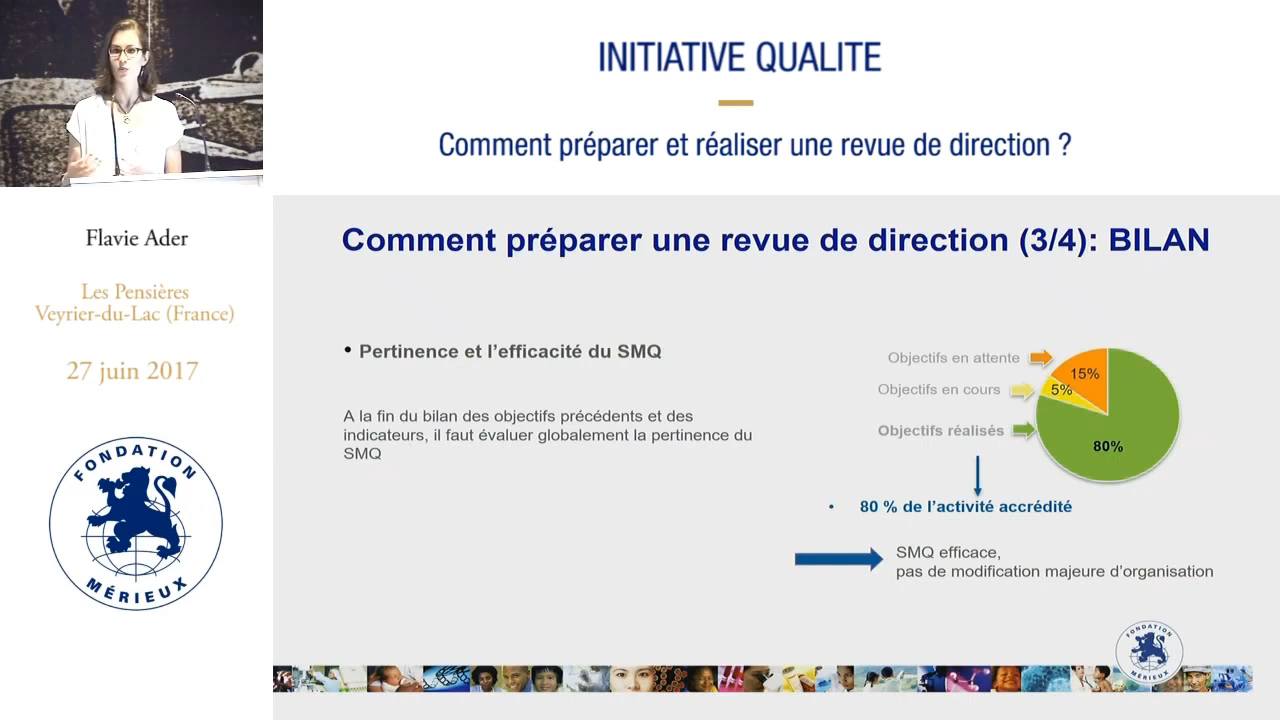 INITIATIVE QUALITE
Comment préparer et réaliser une revue de direction ?
Flavie Ader
Les Pensières
Veyrier-du-Lac (France)
27 juin 2017
FONDATION
MÉRIEUX
Comment préparer une revue de direction (3/4): BILAN
• Pertinence et l’efficacité du SMQ
A la fin du bilan des objectifs précédents et des
indicateurs, il faut évaluer globalement la pertinence du
SMQ
Objectifs en attente
15%
Objectifs en cours
5%
Objectifs réalisés
80%
• 80 % de l’activité accrédité
SMQ efficace,
pas de modification majeure d’organisation
FONDATION
MÉRIEUX